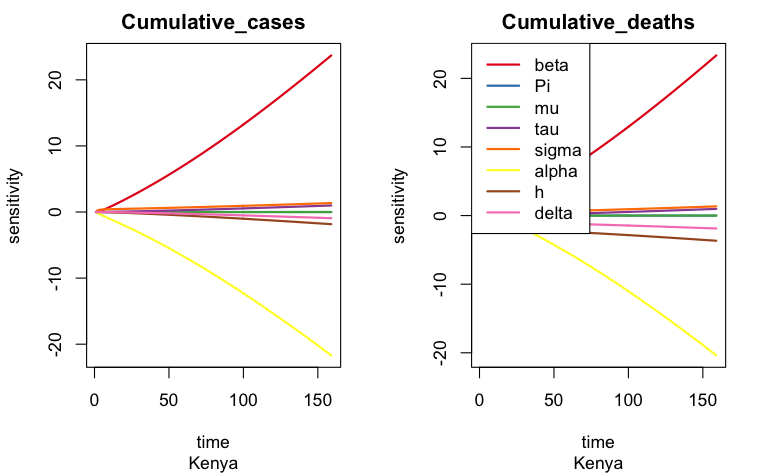 Cumulative_cases
sensitivity
20
10
0
-10
-20
0 50 100 150
time
Kenya
Cumulative_deaths
sensitivity
20
10
0
-10
-20
beta
Pi
mu
tau
sigma
alpha
h
delta
0 50 100 150
time
Kenya